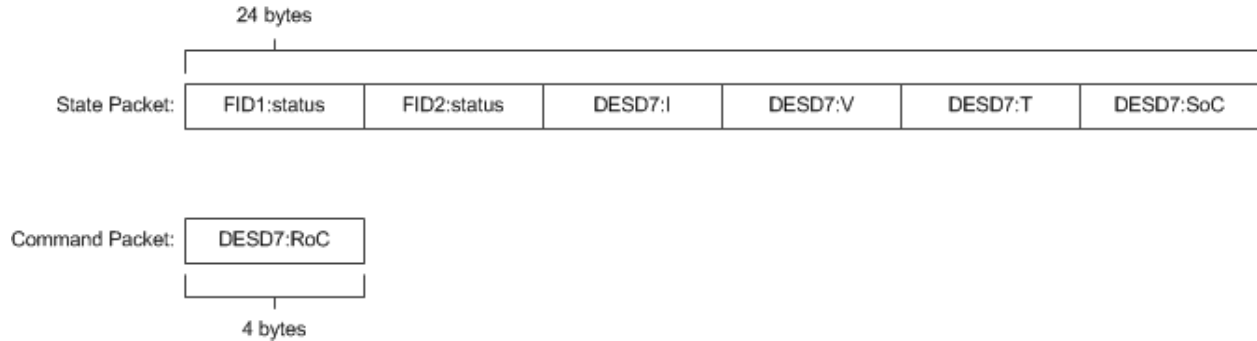 24 bytes
State Packet: FID1:status FID2:status DESD7:I DESD7:V DESD7:T DESD7:SoC
Command Packet: DESD7:RoC
4 bytes